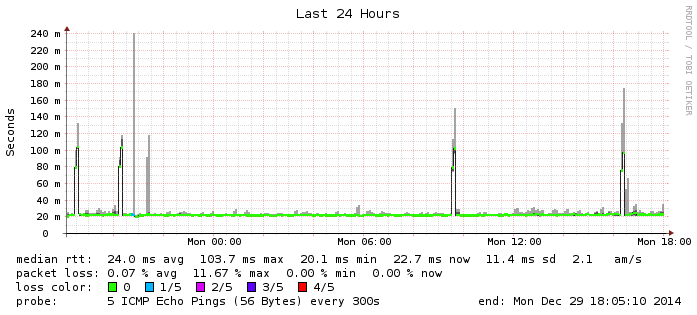 Last 24 Hours
RRDTOOL / TOBI OETIKER
Seconds
240 m
220 m
200 m
180 m
160 m
140 m
120 m
100 m
80 m
60 m
40 m
20 m
0
Mon 00:00 Mon 06:00 Mon 12:00 Mon 18:00
median rtt: 24.0 ms avg 103.7 ms max 20.1 ms min 22.7 ms now 11.4 ms sd 2.1 am/s
packet loss: 0.07 % avg 11.67 % max 0.00 % min 0.00 % now
loss color: 0 1/5 2/5 3/5 4/5
probe: 5 ICMP Echo Pings (56 Bytes) every 300s end: Mon Dec 29 18:05:10 2014